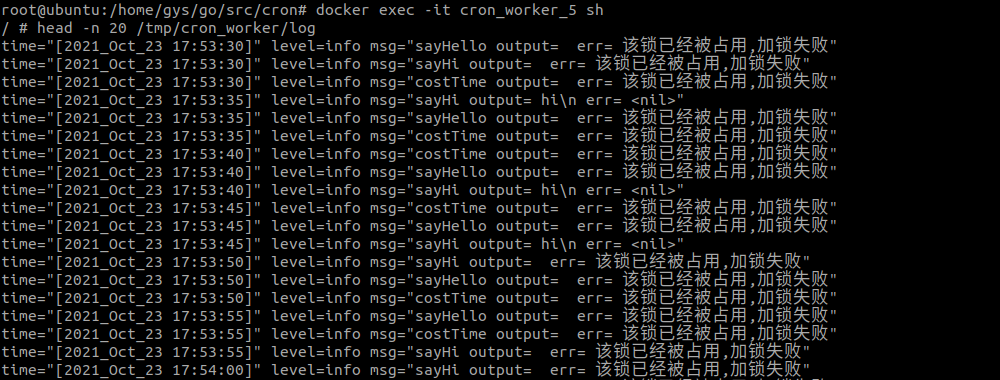 root@ubuntu:/home/gys/go/src/cron# docker exec -it cron_worker_5 sh
/ # head -n 20 /tmp/cron_worker/log
time="[2021_Oct_23 17:53:30]" level=info msg="sayHello output=  err= 该锁已经被占用,加锁失败"
time="[2021_Oct_23 17:53:30]" level=info msg="sayHi output=  err= 该锁已经被占用,加锁失败"
time="[2021_Oct_23 17:53:30]" level=info msg="costTime output=  err= 该锁已经被占用,加锁失败"
time="[2021_Oct_23 17:53:35]" level=info msg="sayHi output= hi\n err= <nil>"
time="[2021_Oct_23 17:53:35]" level=info msg="sayHello output=  err= 该锁已经被占用,加锁失败"
time="[2021_Oct_23 17:53:35]" level=info msg="costTime output=  err= 该锁已经被占用,加锁失败"
time="[2021_Oct_23 17:53:40]" level=info msg="costTime output=  err= 该锁已经被占用,加锁失败"
time="[2021_Oct_23 17:53:40]" level=info msg="sayHello output=  err= 该锁已经被占用,加锁失败"
time="[2021_Oct_23 17:53:40]" level=info msg="sayHi output= hi\n err= <nil>"
time="[2021_Oct_23 17:53:45]" level=info msg="costTime output=  err= 该锁已经被占用,加锁失败"
time="[2021_Oct_23 17:53:45]" level=info msg="sayHello output=  err= 该锁已经被占用,加锁失败"
time="[2021_Oct_23 17:53:45]" level=info msg="sayHi output= hi\n err= <nil>"
time="[2021_Oct_23 17:53:50]" level=info msg="sayHi output=  err= 该锁已经被占用,加锁失败"
time="[2021_Oct_23 17:53:50]" level=info msg="sayHello output=  err= 该锁已经被占用,加锁失败"
time="[2021_Oct_23 17:53:50]" level=info msg="costTime output=  err= 该锁已经被占用,加锁失败"
time="[2021_Oct_23 17:53:55]" level=info msg="sayHello output=  err= 该锁已经被占用,加锁失败"
time="[2021_Oct_23 17:53:55]" level=info msg="costTime output=  err= 该锁已经被占用,加锁失败"
time="[2021_Oct_23 17:53:55]" level=info msg="sayHi output=  err= 该锁已经被占用,加锁失败"
time="[2021_Oct_23 17:54:00]" level=info msg="sayHi output=  err= 该锁已经被占用,加锁失败"